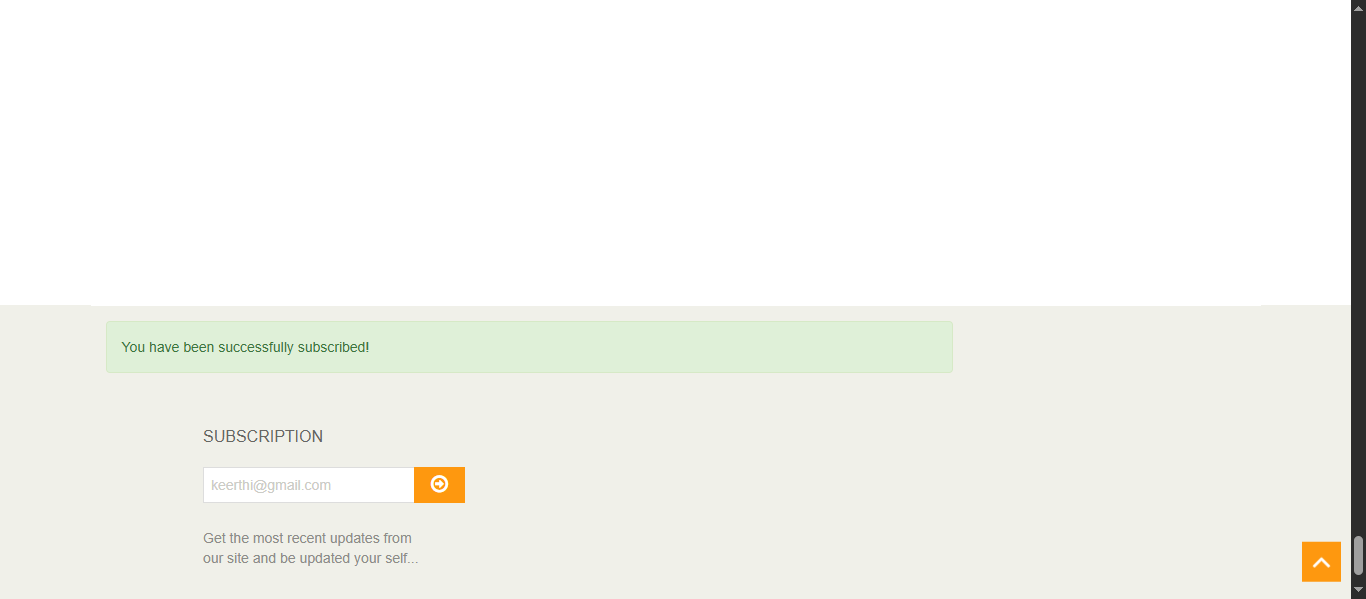 You have been successfully subscribed!
SUBSCRIPTION
keerthi@gmail.com
Get the most recent updates from
our site and be updated your self...